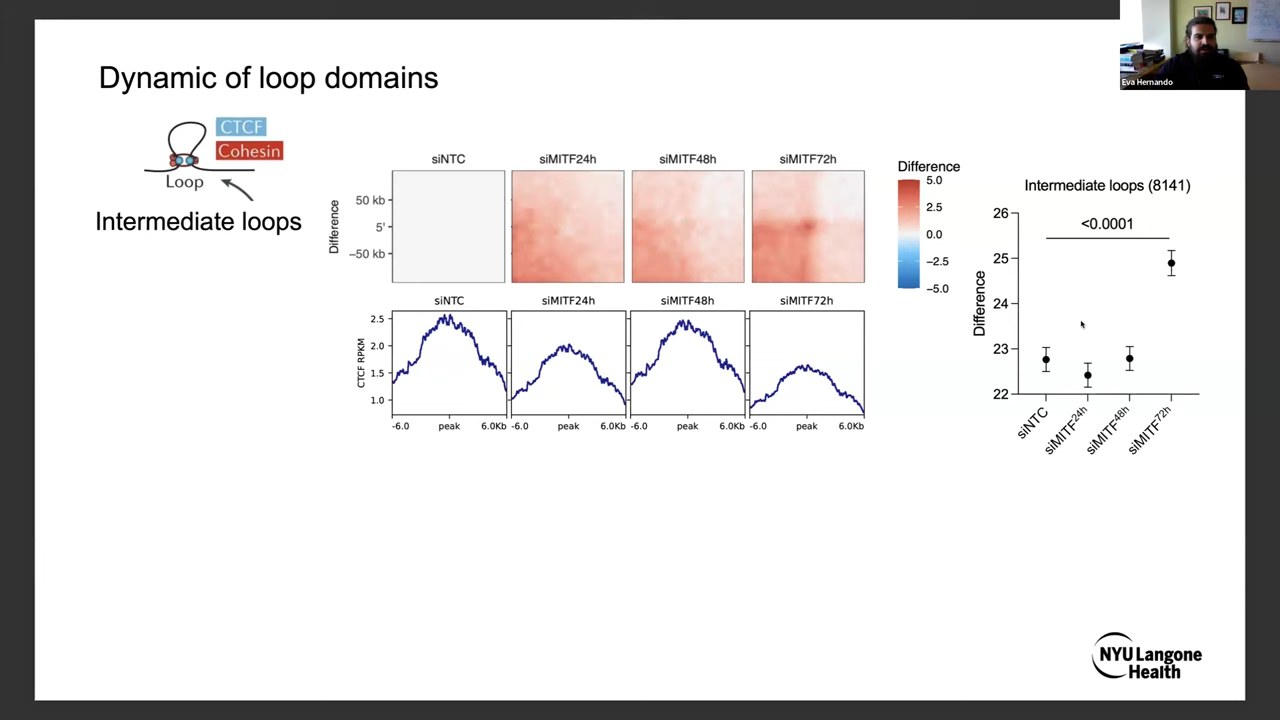 Eva Hernando
Dynamic of loop domains
CTCF
Cohesin
Loop
Intermediate loops
siNTC
siMITF24h
siMITF48h
siMITF72h
Difference
50 kb
5'
−50 kb
Difference
5.0
2.5
0.0
−2.5
−5.0
siNTC
siMITF24h
siMITF48h
siMITF72h
CTCF RPKM
2.5
2.0
1.5
1.0
-6.0 peak 6.0Kb
-6.0 peak 6.0Kb
-6.0 peak 6.0Kb
-6.0 peak 6.0Kb
Intermediate loops (8141)
<0.0001
Difference
26
25
24
23
22
siNTC
siMITF24h
siMITF48h
siMITF72h
NYU Langone
Health